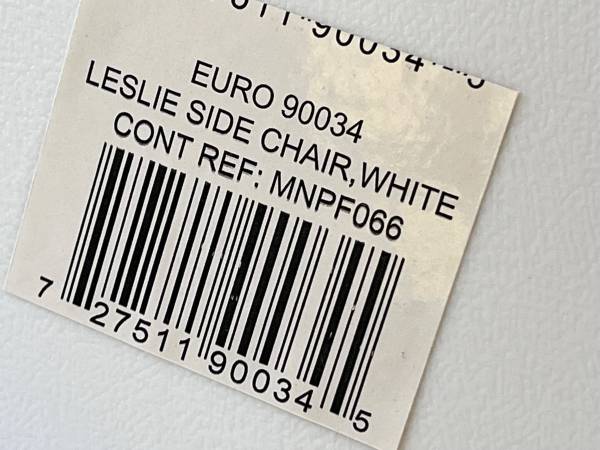 EURO 90034
LESLIE SIDE CHAIR,WHITE
CONT REF: MNPF066
7 27511 90034 5